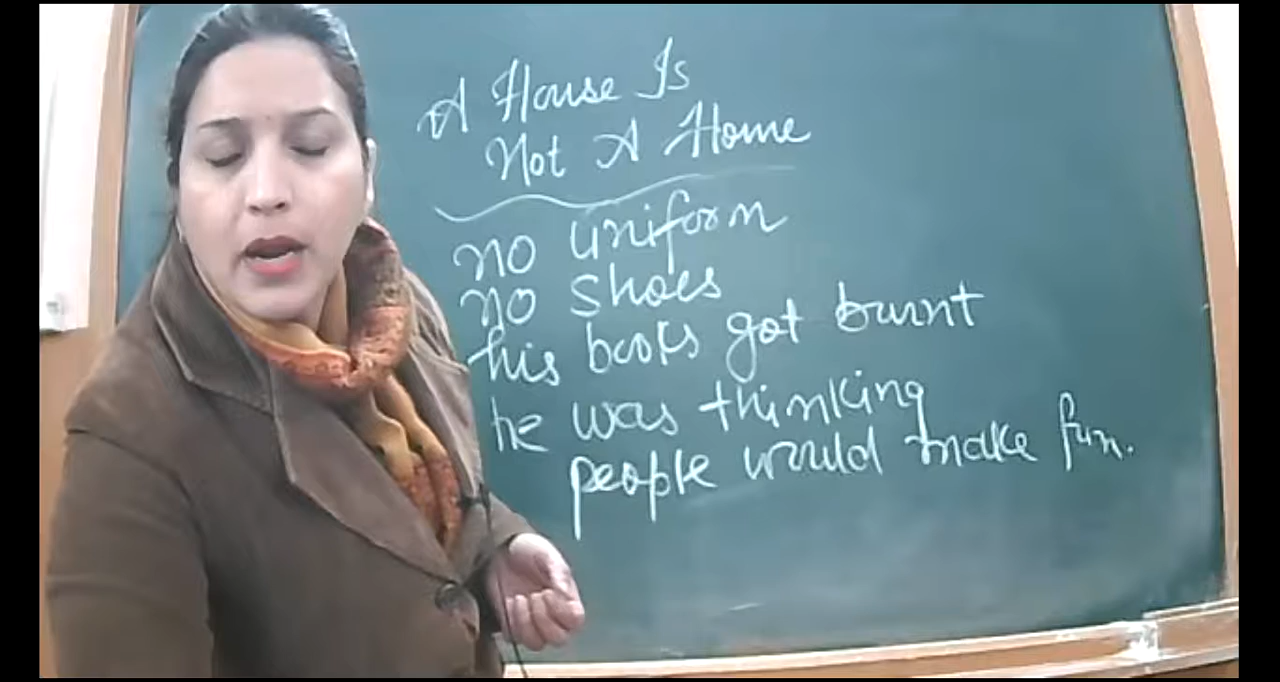 A House Is
Not A Home
no uniform
no shoes
his books got burnt
he was thinking
people would make fun.